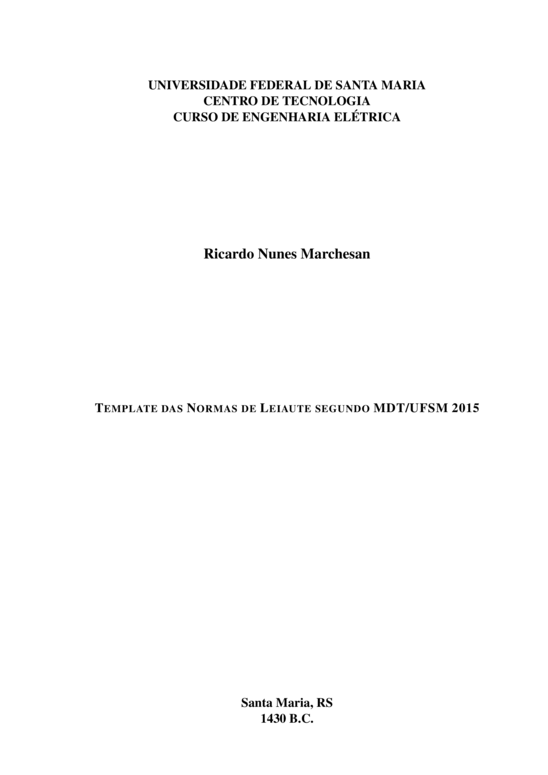 UNIVERSIDADE FEDERAL DE SANTA MARIA
CENTRO DE TECNOLOGIA
CURSO DE ENGENHARIA ELÉTRICA
Ricardo Nunes Marchesan
TEMPLATE DAS NORMAS DE LEIAUTE SEGUNDO MDT/UFSM 2015
Santa Maria, RS
1430 B.C.